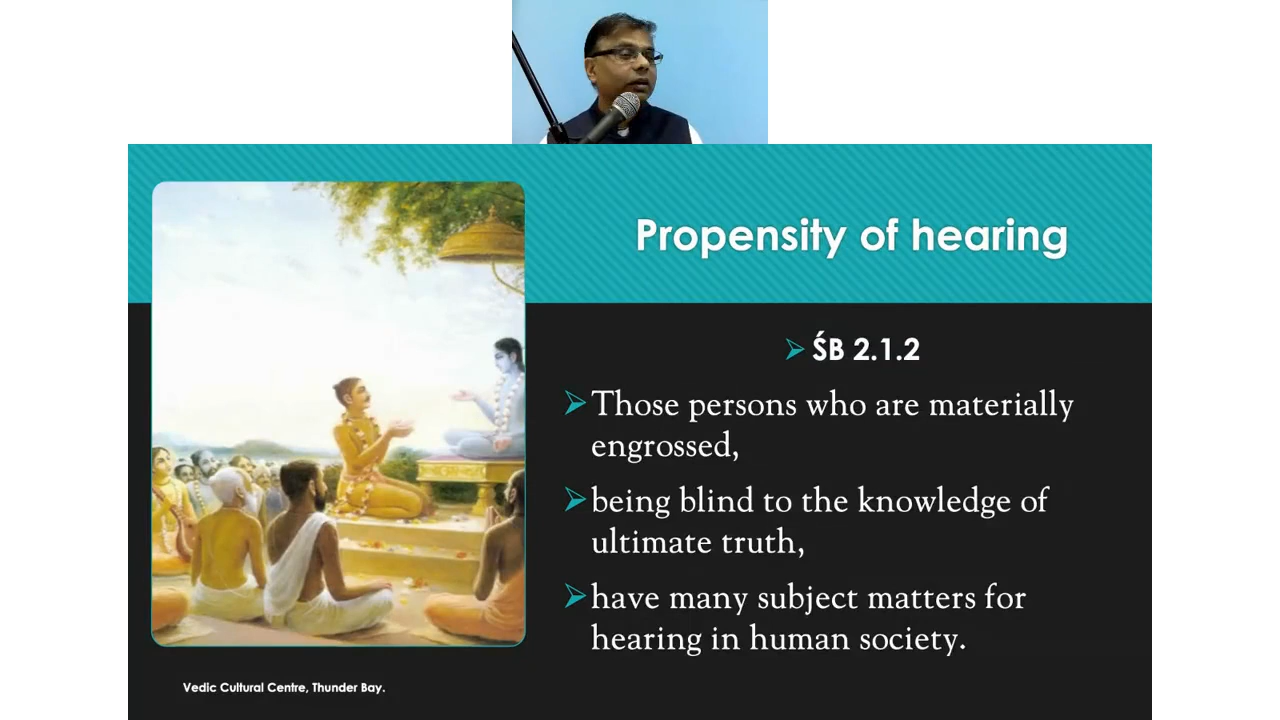 Propensity of hearing
➢ ŚB 2.1.2
➢ Those persons who are materially
engrossed,
➢ being blind to the knowledge of
ultimate truth,
➢ have many subject matters for
hearing in human society.
Vedic Cultural Centre, Thunder Bay.